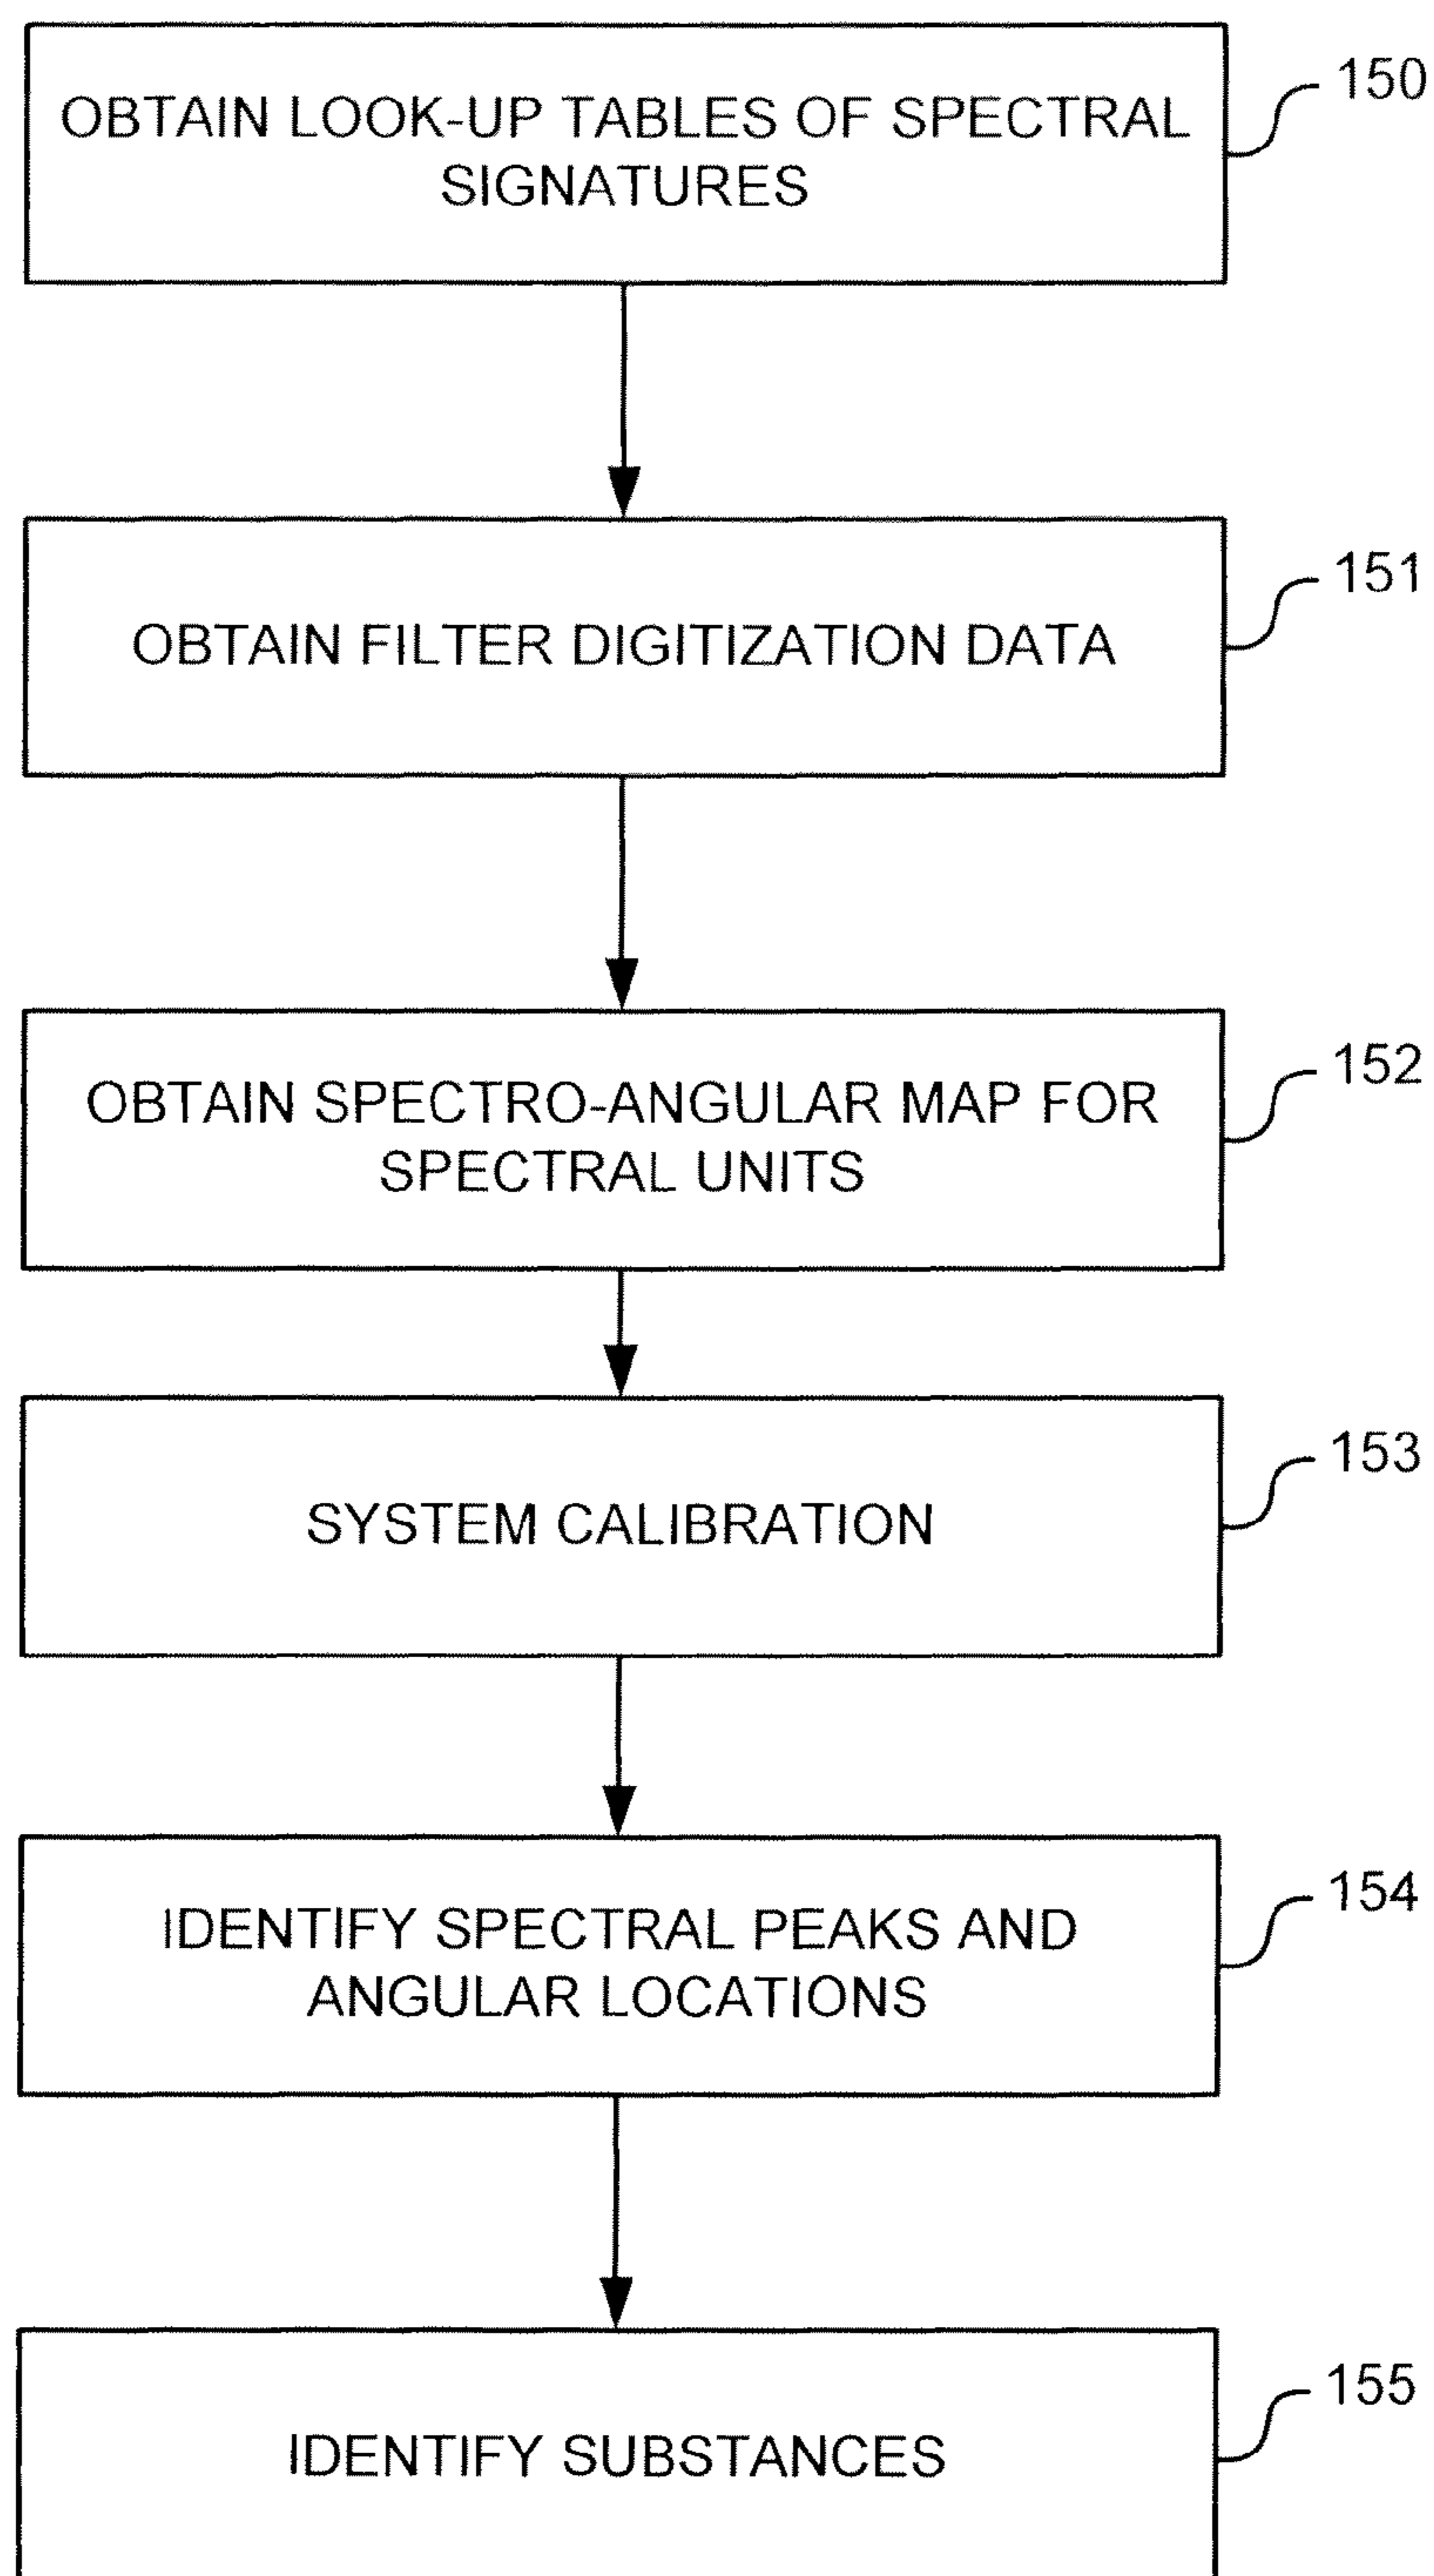 OBTAIN LOOK-UP TABLES OF SPECTRAL
SIGNATURES
150
OBTAIN FILTER DIGITIZATION DATA
151
OBTAIN SPECTRO-ANGULAR MAP FOR
SPECTRAL UNITS
152
SYSTEM CALIBRATION
153
IDENTIFY SPECTRAL PEAKS AND
ANGULAR LOCATIONS
154
IDENTIFY SUBSTANCES
155